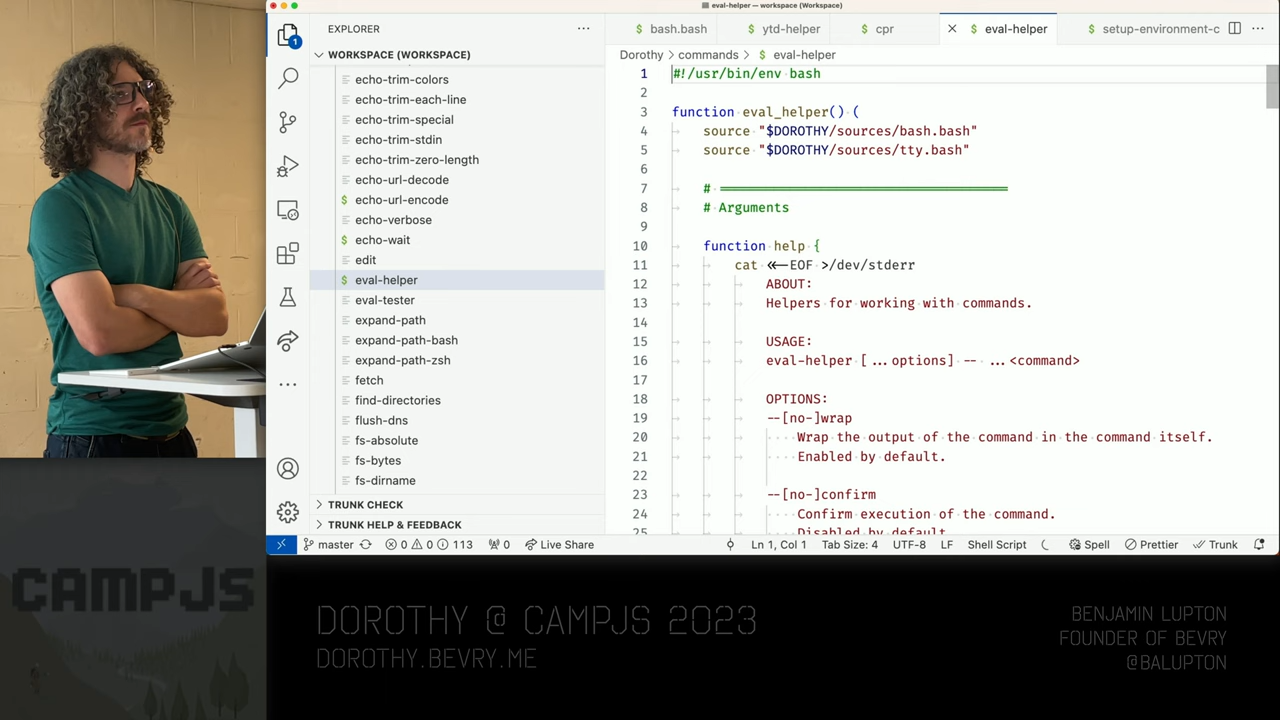 eval-helper — workspace (Workspace)
EXPLORER
WORKSPACE (WORKSPACE)
echo-trim-colors
echo-trim-each-line
echo-trim-special
echo-trim-stdin
echo-trim-zero-length
echo-url-decode
$ echo-url-encode
echo-verbose
$ echo-wait
edit
$ eval-helper
eval-tester
expand-path
expand-path-bash
expand-path-zsh
fetch
find-directories
flush-dns
fs-absolute
fs-bytes
fs-dirname
TRUNK CHECK
TRUNK HELP & FEEDBACK
1
$ bash.bash
$ ytd-helper
$ cpr
$ eval-helper
$ setup-environment-c
Dorothy > commands > $ eval-helper
1 #!/usr/bin/env bash
2
3 function eval_helper() (
4 source "$DOROTHY/sources/bash.bash"
5 source "$DOROTHY/sources/tty.bash"
6
7 # =====================================
8 # Arguments
9
10 function help {
11 cat <<-EOF >/dev/stderr
12 ABOUT:
13 Helpers for working with commands.
14
15 USAGE:
16 eval-helper [...options] -- ...<command>
17
18 OPTIONS:
19 --[no-]wrap
20 Wrap the output of the command in the command itself.
21 Enabled by default.
22
23 --[no-]confirm
24 Confirm execution of the command.
25 Disabled by default.
master 0 0 113 0 Live Share Ln 1, Col 1 Tab Size: 4 UTF-8 LF Shell Script Spell Prettier Trunk
CAMPJS
DOROTHY @ CAMPJS 2023
DOROTHY.BEVRY.ME
BENJAMIN LUPTON
FOUNDER OF BEVRY
@BALUPTON